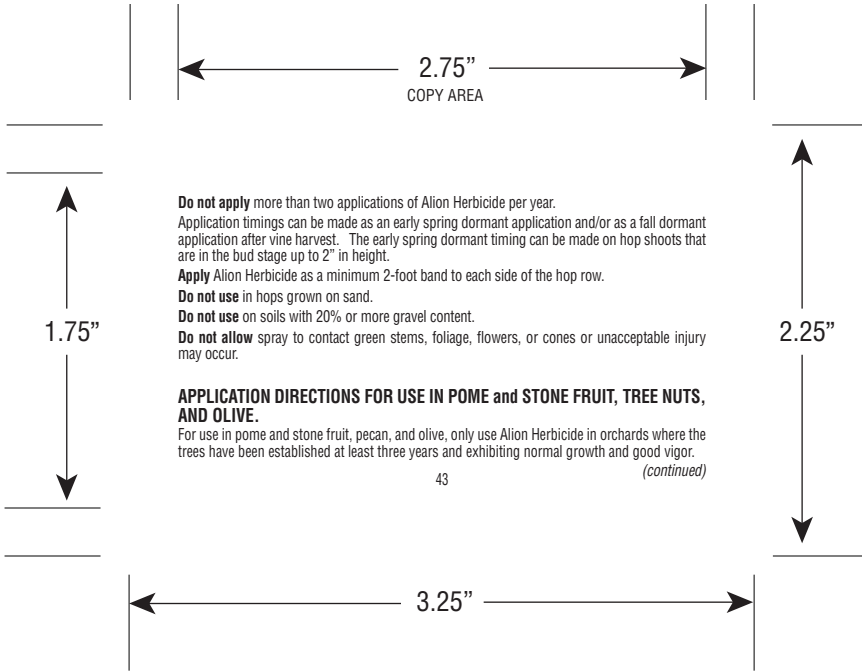 2.75”
COPY AREA
Do not apply more than two applications of Alion Herbicide per year.
Application timings can be made as an early spring dormant application and/or as a fall dormant
application after vine harvest. The early spring dormant timing can be made on hop shoots that
are in the bud stage up to 2” in height.
Apply Alion Herbicide as a minimum 2-foot band to each side of the hop row.
Do not use in hops grown on sand.
Do not use on soils with 20% or more gravel content.
Do not allow spray to contact green stems, foliage, flowers, or cones or unacceptable injury
may occur.
1.75”
2.25”
APPLICATION DIRECTIONS FOR USE IN POME and STONE FRUIT, TREE NUTS,
AND OLIVE.
For use in pome and stone fruit, pecan, and olive, only use Alion Herbicide in orchards where the
trees have been established at least three years and exhibiting normal growth and good vigor.
(continued)
43
3.25”